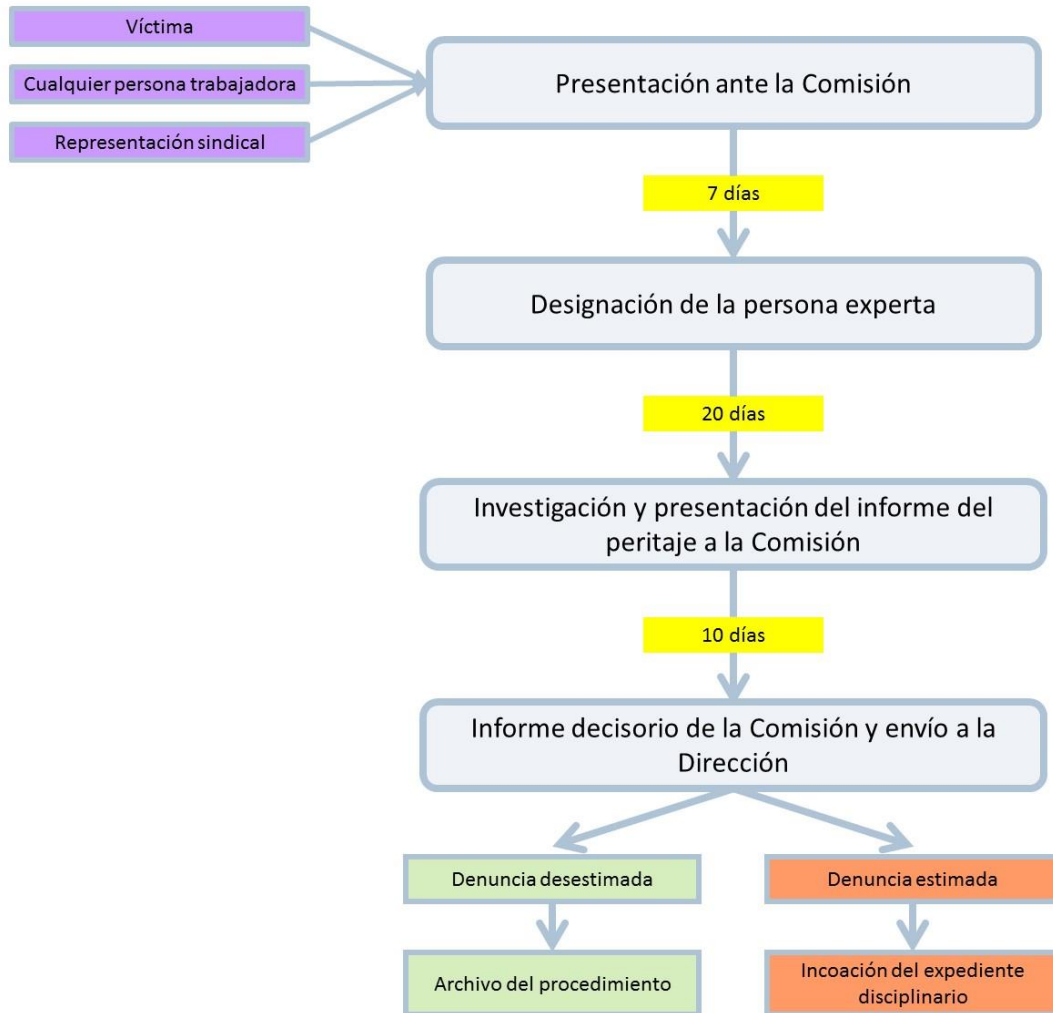 Víctima
Cualquier persona trabajadora
Representación sindical
Presentación ante la Comisión
7 días
Designación de la persona experta
20 días
Investigación y presentación del informe del
peritaje a la Comisión
10 días
Informe decisorio de la Comisión y envío a la
Dirección
Denuncia desestimada
Denuncia estimada
Archivo del procedimiento
Incoación del expediente
disciplinario